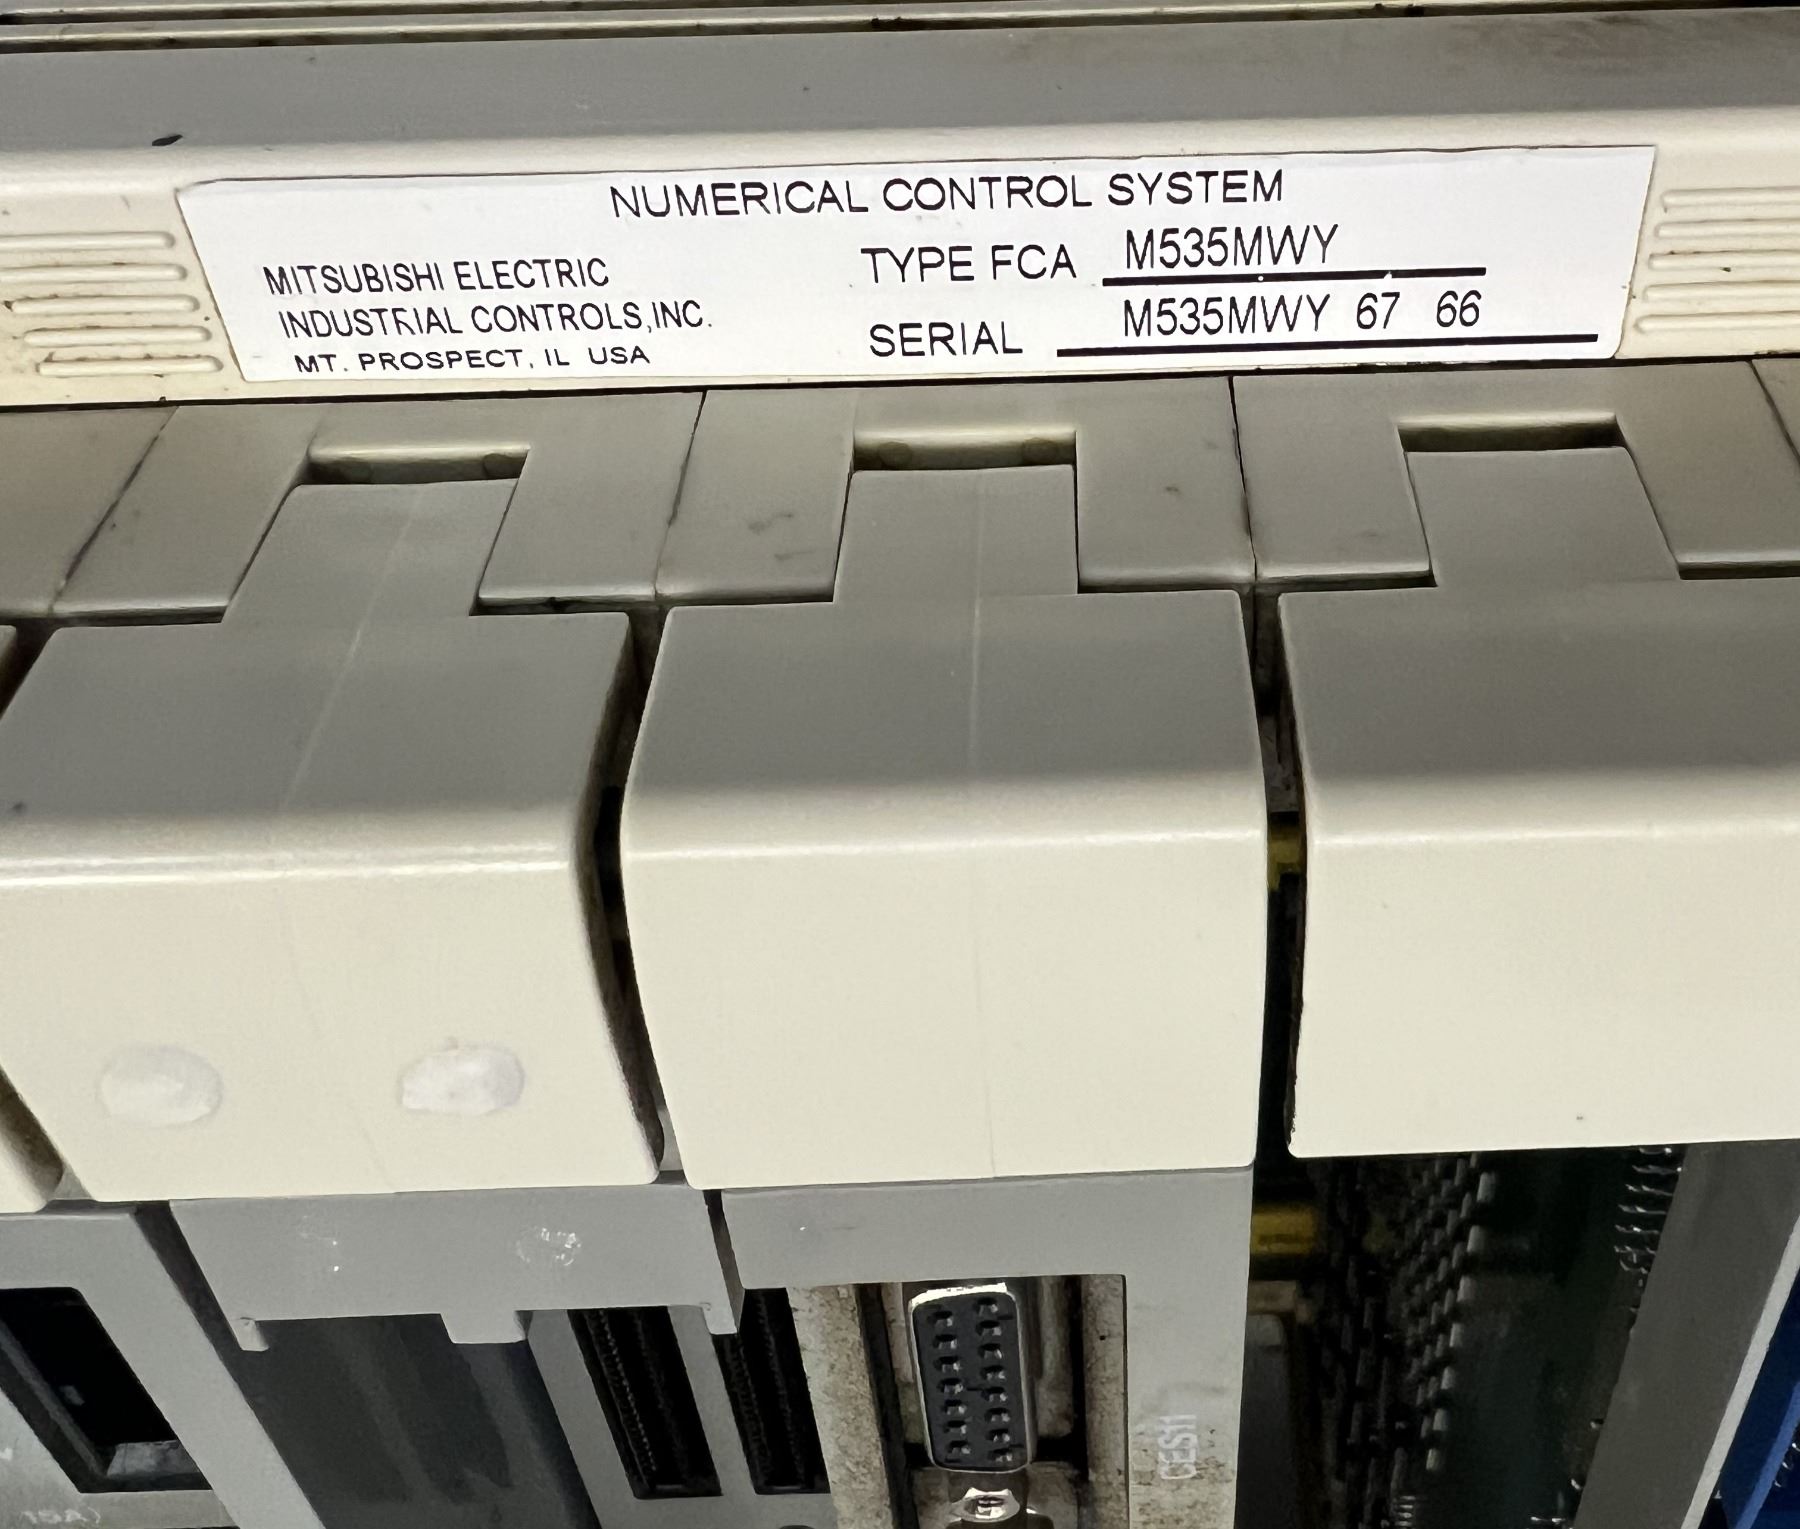 NUMERICAL CONTROL SYSTEM
MITSUBISHI ELECTRIC
INDUSTRIAL CONTROLS, INC.
MT. PROSPECT, IL USA
TYPE FCA M535MWY
SERIAL M535MWY 67 66